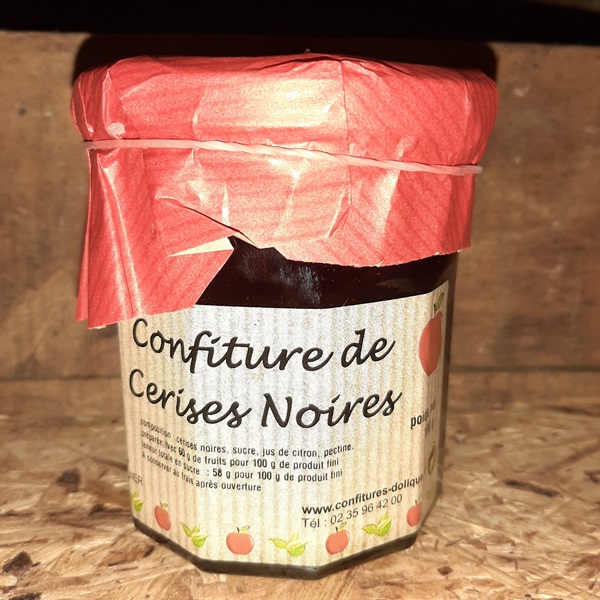 Confiture de
Cerises Noires
composition : cerises noires, sucre, jus de citron, pectine.
préparée avec 60 g de fruits pour 100 g de produit fini
teneur totale en sucre : 58 g pour 100 g de produit fini
à conserver au frais après ouverture
www.confitures-doliqu
Tél : 02 35 96 42 00